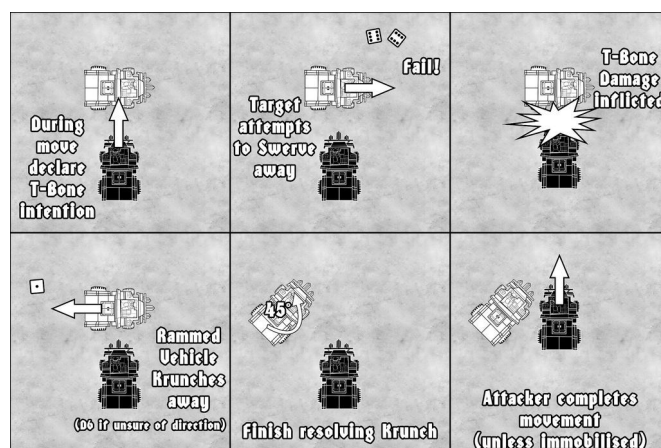 During
move
declare
T-Bone
intention
Fail!
Target
attempts
to Swerve
away
T-Bone
Damage
inflicted
Rammed
Vehicle
Krunches
away
(D6 if unsure of direction)
45°
Finish resolving Krunch
Attacker completes
movement
(unless immobilised)